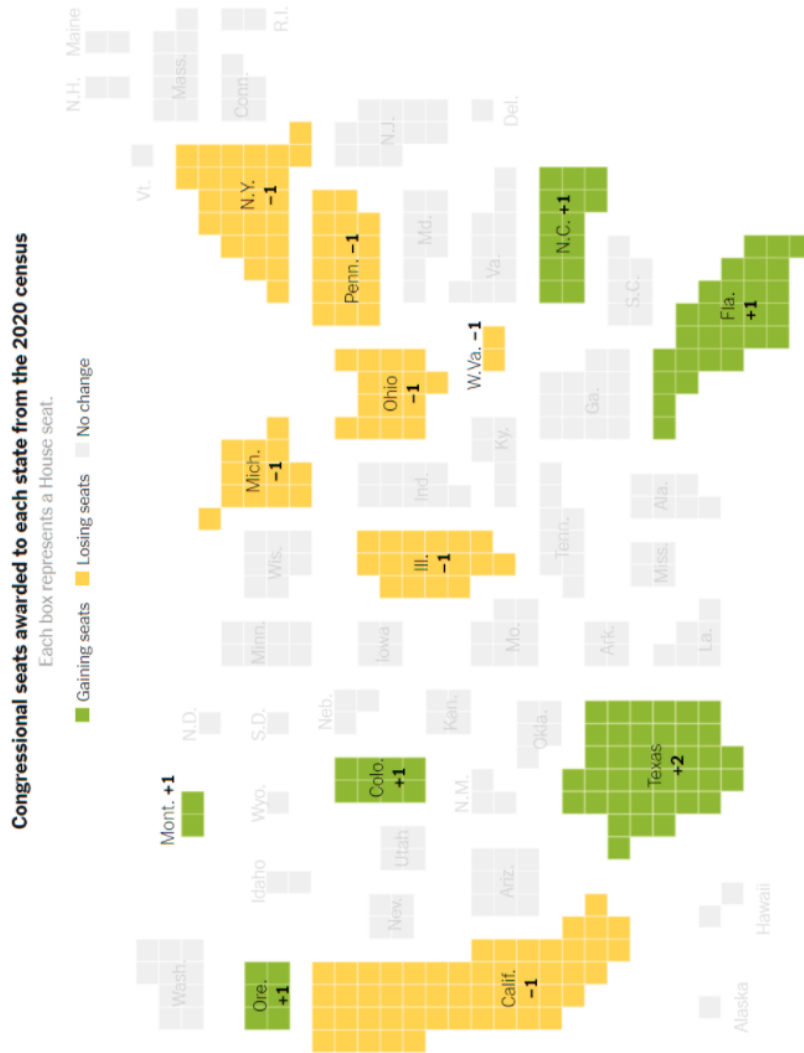 Congressional seats awarded to each state from the 2020 census
Each box represents a House seat.
Gaining seats
Losing seats
No change
Maine
N.H.
Vt.
Mass.
R.I.
Conn.
N.Y.
−1
Wash.
Mont. +1
N.D.
Minn.
Wis.
Mich.
−1
Ore.
+1
Idaho
Wyo.
S.D.
Iowa
Ohio
−1
Penn. −1
N.J.
Nev.
Utah
Colo.
+1
Neb.
Ill.
−1
Ind.
Md.
Del.
Calif.
−1
Ariz.
N.M.
Kan.
Mo.
Ky.
W.Va. −1
Va.
Okla.
Ark.
Tenn.
N.C. +1
S.C.
Texas
+2
La.
Miss.
Ala.
Ga.
Fla.
+1
Alaska
Hawaii